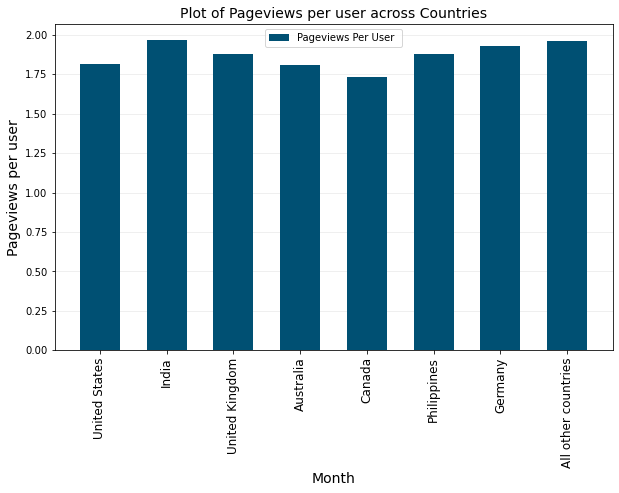 Plot of Pageviews per user across Countries
Pageviews Per User
Pageviews per user
2.00
1.75
1.50
1.25
1.00
0.75
0.50
0.25
0.00
United States
India
United Kingdom
Australia
Canada
Philippines
Germany
All other countries
Month